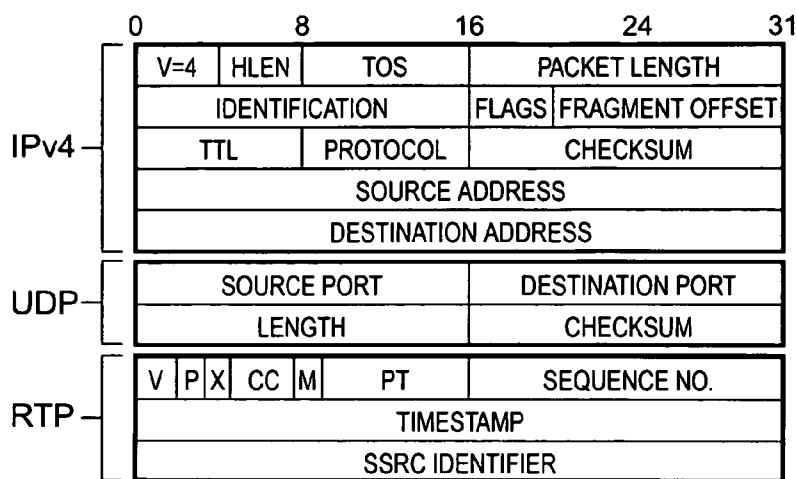 0 8 16 24 31
V=4 HLEN TOS PACKET LENGTH
IDENTIFICATION FLAGS FRAGMENT OFFSET
IPv4 TTL PROTOCOL CHECKSUM
SOURCE ADDRESS
DESTINATION ADDRESS
SOURCE PORT DESTINATION PORT
UDP
LENGTH CHECKSUM
V P X CC M PT SEQUENCE NO.
RTP TIMESTAMP
SSRC IDENTIFIER